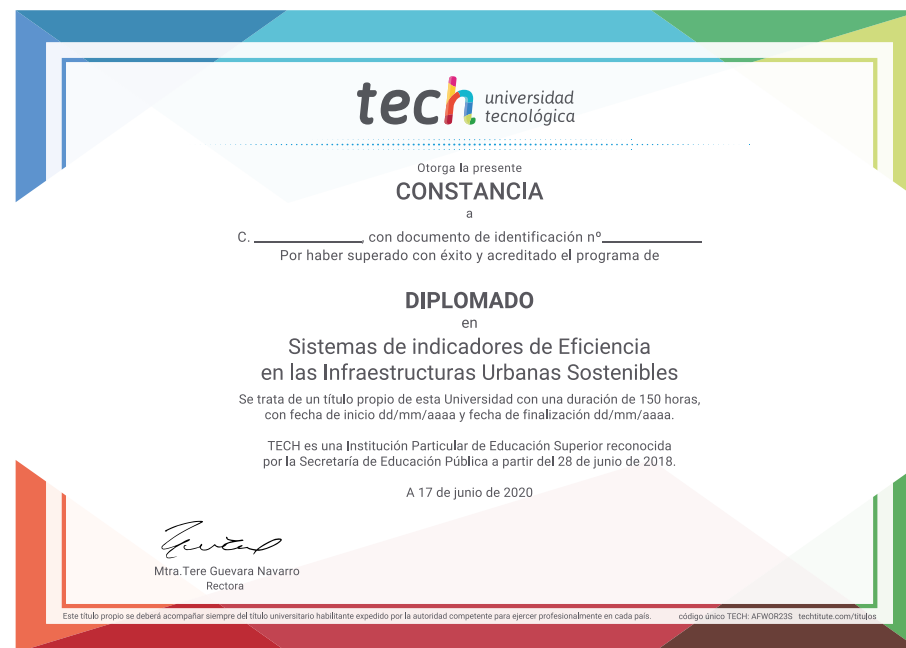 tech universidad
tecnológica
Otorga la presente
CONSTANCIA
a
C. ____________, con documento de identificación nº____________
Por haber superado con éxito y acreditado el programa de
DIPLOMADO
en
Sistemas de indicadores de Eficiencia
en las Infraestructuras Urbanas Sostenibles
Se trata de un título propio de esta Universidad con una duración de 150 horas,
con fecha de inicio dd/mm/aaaa y fecha de finalización dd/mm/aaaa.
TECH es una Institución Particular de Educación Superior reconocida
por la Secretaría de Educación Pública a partir del 28 de junio de 2018.
A 17 de junio de 2020
Mtra.Tere Guevara Navarro
Rectora
Este título propio se deberá acompañar siempre del título universitario habilitante expedido por la autoridad competente para ejercer profesionalmente en cada país. código único TECH: AFWOR23S techtitute.com/titulos